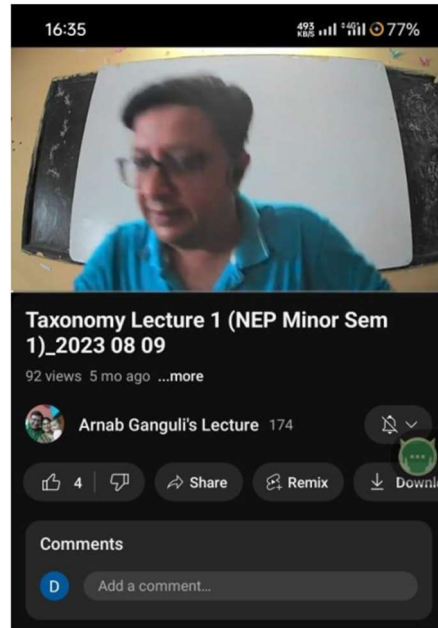 16:35 493 KB/S 4G 77%
Taxonomy Lecture 1 (NEP Minor Sem
1)_2023 08 09
92 views 5 mo ago ...more
Arnab Ganguli's Lecture 174
4 Share Remix Downl
Comments
D Add a comment...